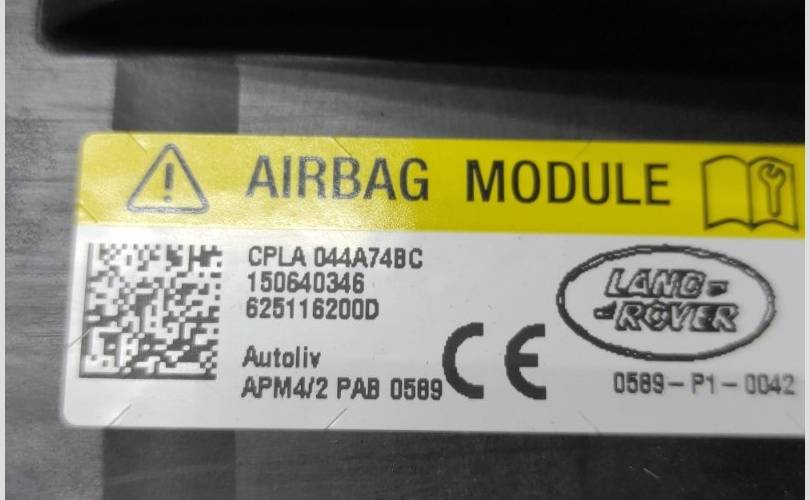 AIRBAG MODULE
CPLA 044A74BC
150640346
625116200D
Autoliv
APM4/2 PAB 0589
CE
LAND-
-ROVER
0589-P1-0042